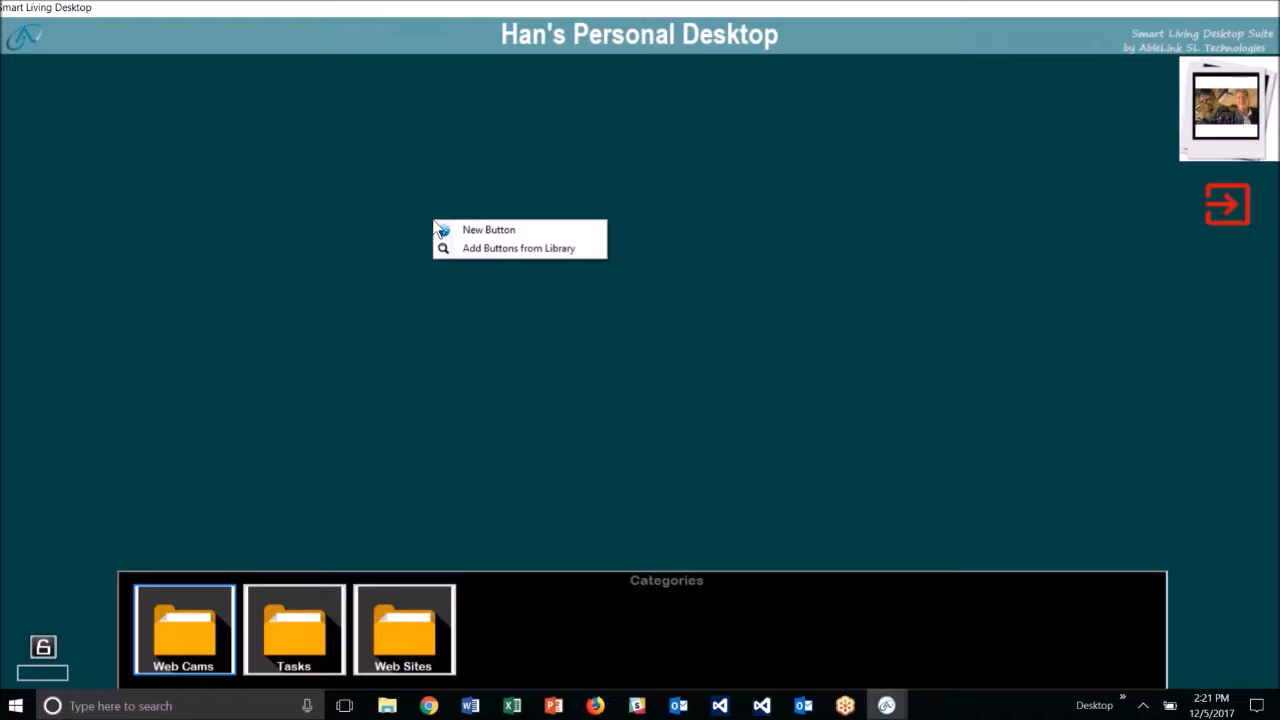 Smart Living Desktop
Han's Personal Desktop
Smart Living Desktop Suite
by AbleLink SL Technologies
New Button
Add Buttons from Library
Categories
Web Cams
Tasks
Web Sites
Type here to search
Desktop
»
2:21 PM
12/5/2017